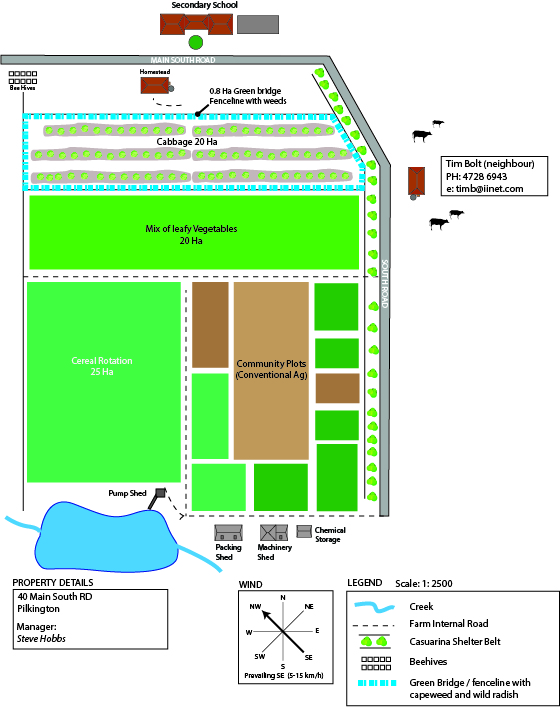 Secondary School
MAIN SOUTH ROAD
Bee Hives
Homestead
0.8 Ha Green bridge
Fenceline with weeds
Cabbage 20 Ha
Tim Bolt (neighbour)
PH: 4728 6943
e: timb@iinet.com
Mix of leafy Vegetables
20 Ha
SOUTH ROAD
Cereal Rotation
25 Ha
Community Plots
(Conventional Ag)
Pump Shed
Packing
Shed
Machinery
Shed
Chemical
Storage
PROPERTY DETAILS
40 Main South RD
Pilkington
Manager:
Steve Hobbs
WIND
N
NW
NE
W
E
SW
SE
S
Prevailing SE (5-15 km/h)
LEGEND Scale: 1: 2500
Creek
Farm Internal Road
Casuarina Shelter Belt
Beehives
Green Bridge / fenceline with
capeweed and wild radish